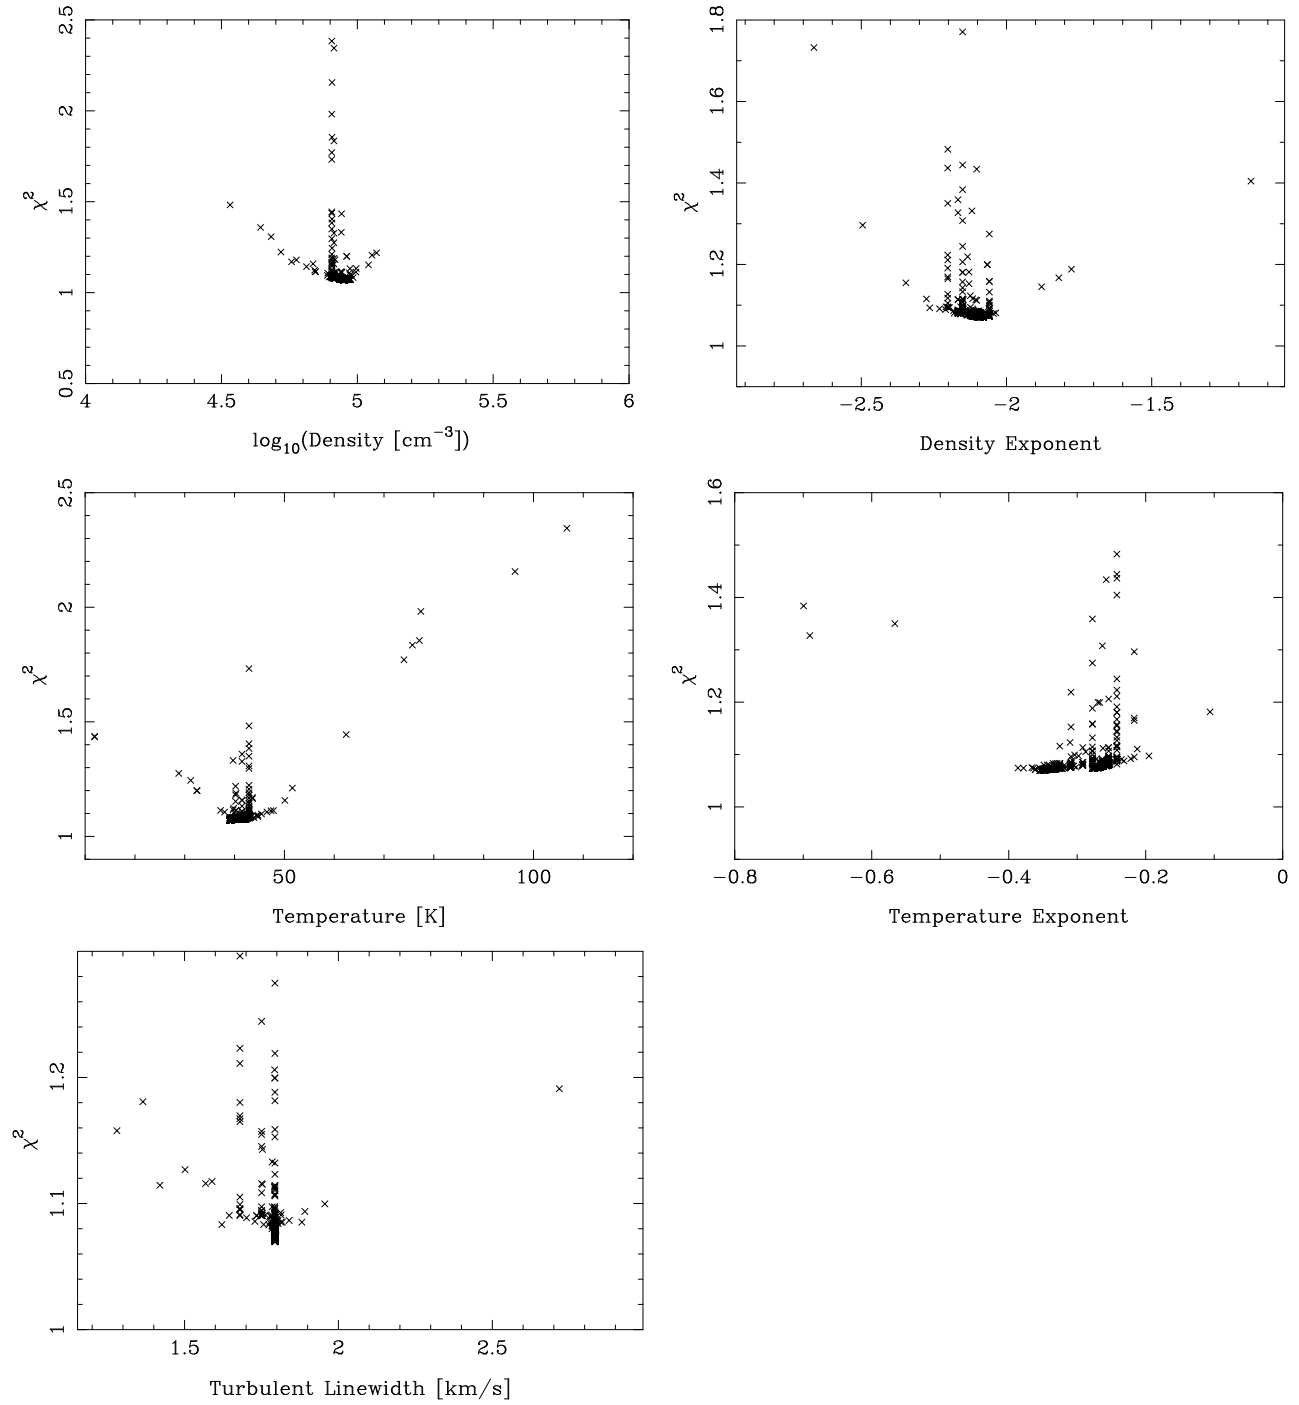 2.5
2
1.5
1
0.5
χ²
4 4.5 5 5.5 6
log₁₀(Density [cm⁻³])
1.8
1.6
1.4
1.2
1
χ²
−2.5 −2 −1.5
Density Exponent
2.5
2
1.5
1
χ²
50 100
Temperature [K]
1.6
1.4
1.2
1
χ²
−0.8 −0.6 −0.4 −0.2 0
Temperature Exponent
1.2
1.1
1
χ²
1.5 2 2.5
Turbulent Linewidth [km/s]